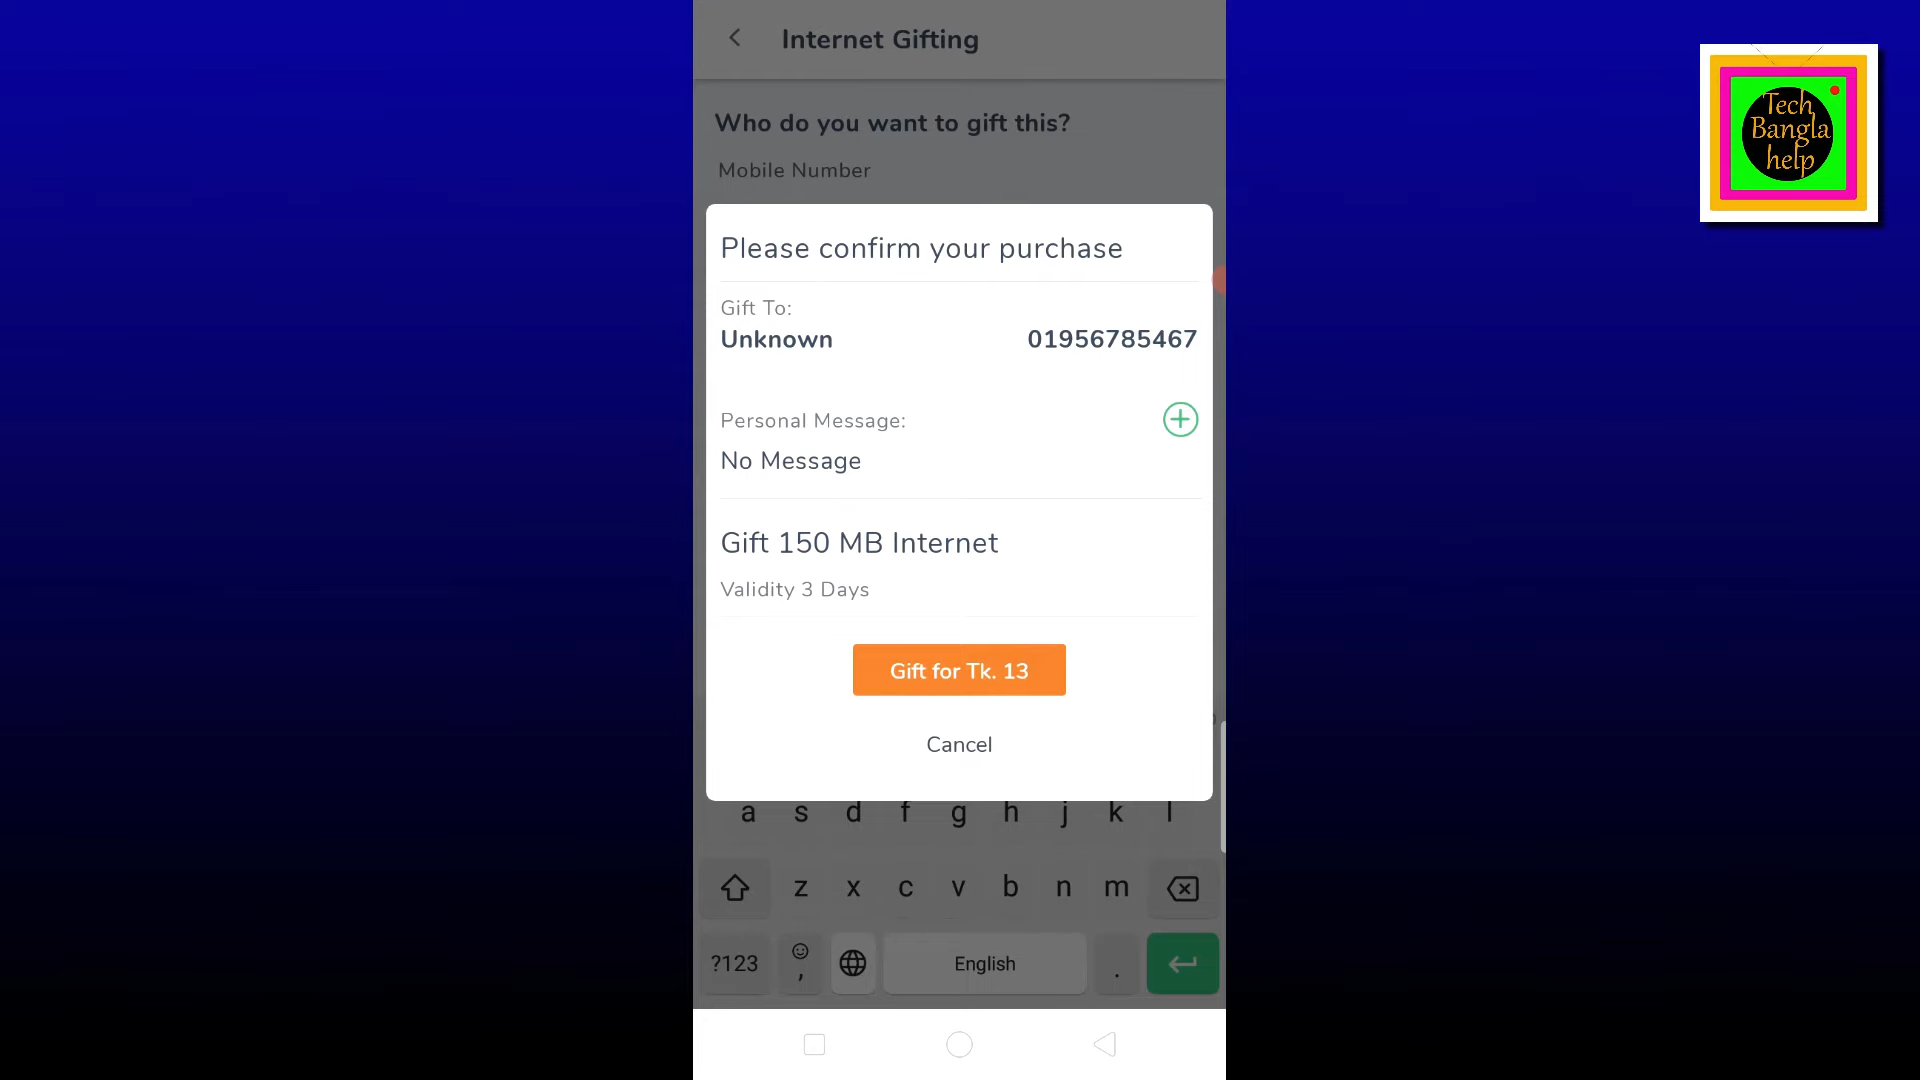 Internet Gifting
Who do you want to gift this?
Mobile Number
Please confirm your purchase
Gift To:
Unknown 01956785467
Personal Message:
No Message
Gift 150 MB Internet
Validity 3 Days
Gift for Tk. 13
Cancel
a s d f g h j k l
z x c v b n m
?123 , English .
Tech
Bangla
help